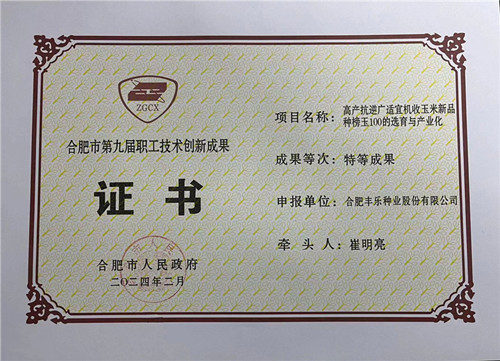 ZGCX
合肥市第九届职工技术创新成果
证书
合肥市人民政府
二〇二四年二月
项目名称：高产抗逆广适宜机收玉米新品
种榜玉100的选育与产业化
成果等次：特等成果
申报单位：合肥丰乐种业股份有限公司
牵头人：崔明亮